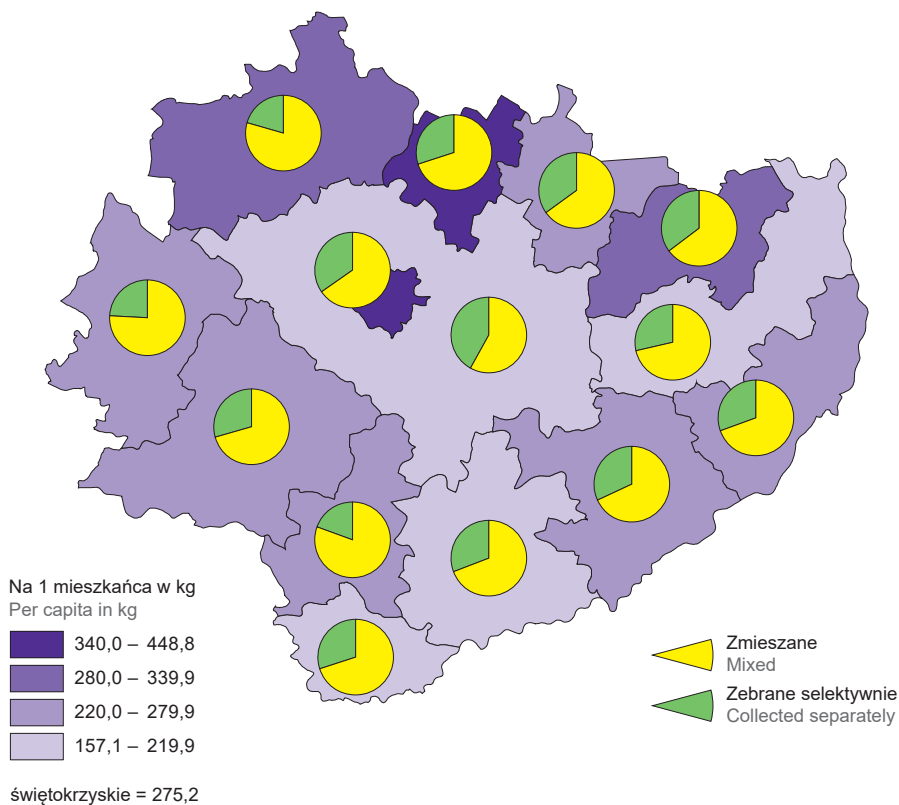 Na 1 mieszkańca w kg
Per capita in kg
340,0 – 448,8
280,0 – 339,9
220,0 – 279,9
157,1 – 219,9
świętokrzyskie = 275,2
Zmieszane
Mixed
Zebrane selektywnie
Collected separately